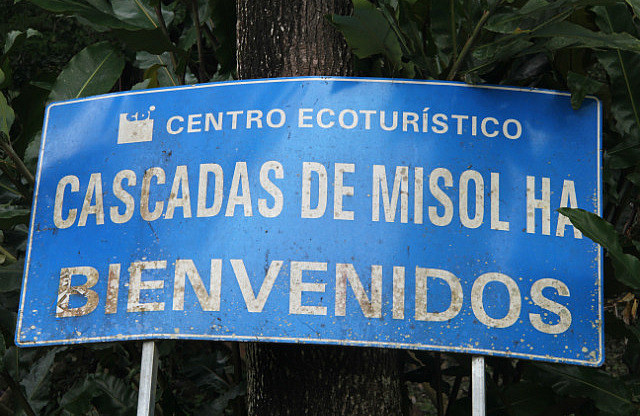 CENTRO ECOTURÍSTICO
CASCADAS DE MISOL HA
BIENVENIDOS